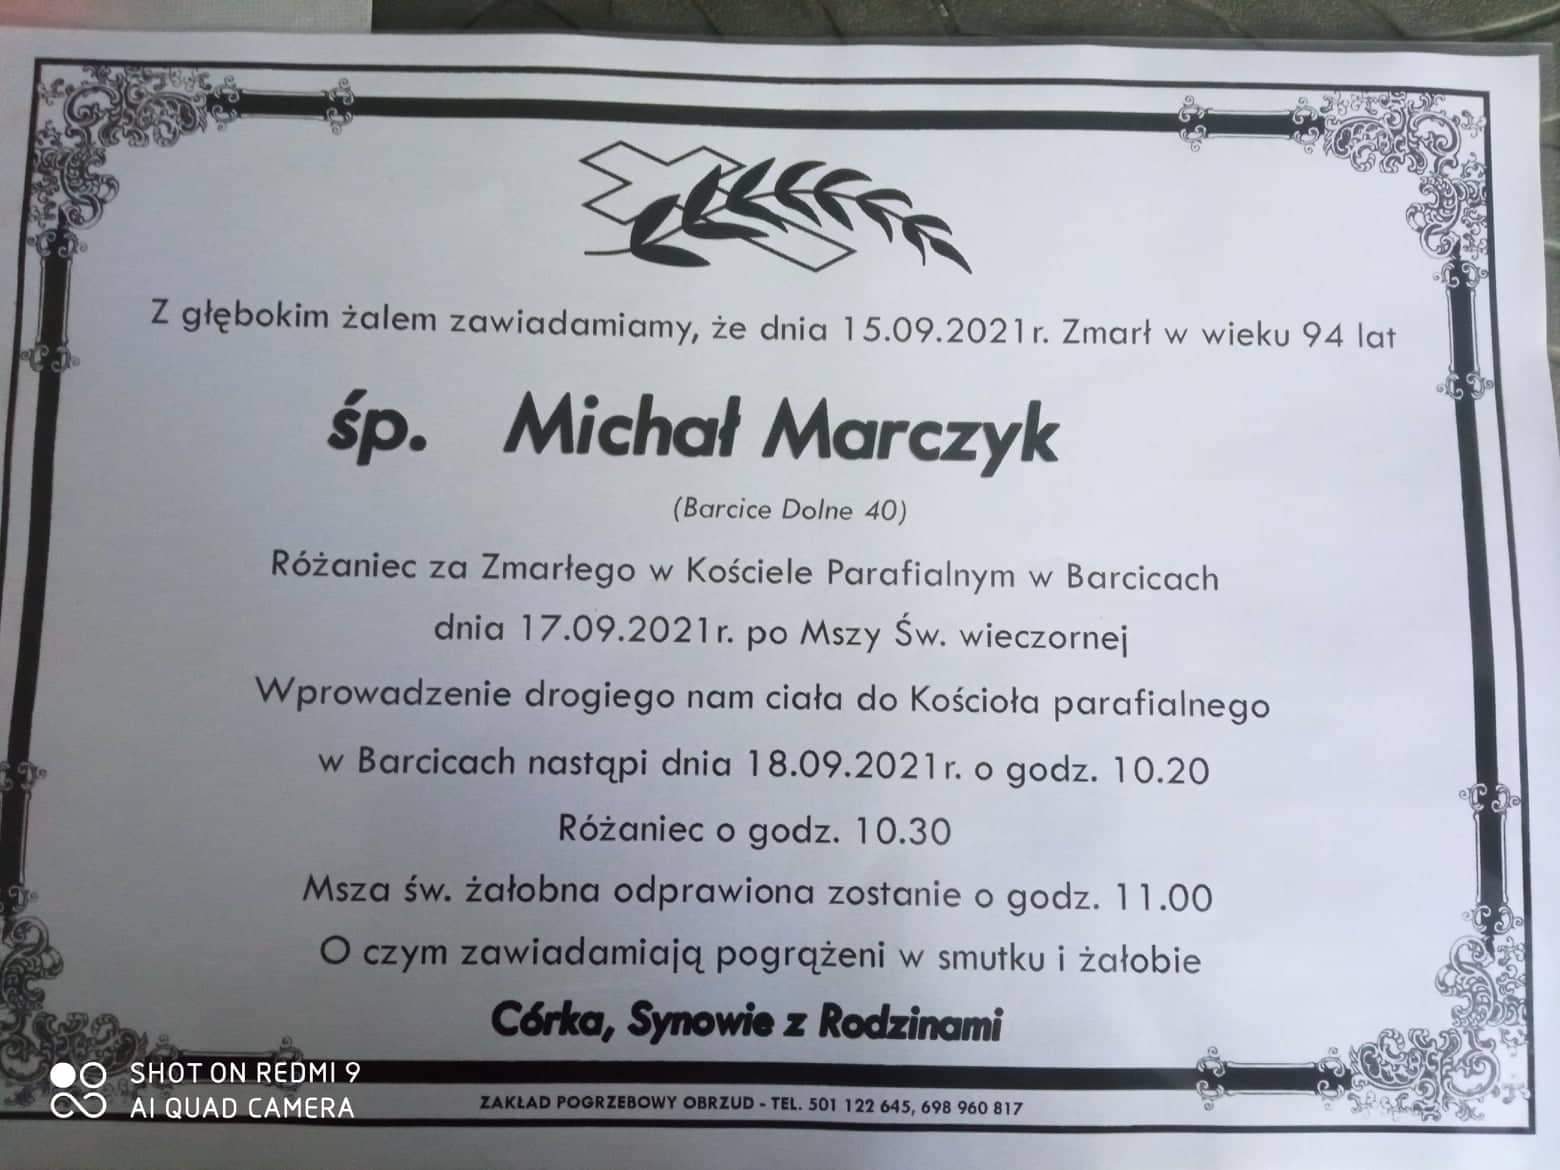 Z głębokim żalem zawiadamiamy, że dnia 15.09.2021r. Zmarł w wieku 94 lat
śp. Michał Marczyk
(Barcice Dolne 40)
Różaniec za Zmarłego w Kościele Parafialnym w Barcicach
dnia 17.09.2021r. po Mszy Św. wieczornej
Wprowadzenie drogiego nam ciała do Kościoła parafialnego
w Barcicach nastąpi dnia 18.09.2021r. o godz. 10.20
Różaniec o godz. 10.30
Msza św. żałobna odprawiona zostanie o godz. 11.00
O czym zawiadamiają pogrążeni w smutku i żałobie
Córka, Synowie z Rodzinami
ZAKŁAD POGRZEBOWY OBRZUD - TEL. 501 122 645, 698 960 817
SHOT ON REDMI 9
AI QUAD CAMERA